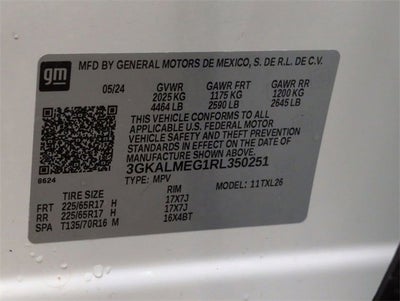 gm
MFD BY GENERAL MOTORS DE MEXICO, S. DE R.L. DE C.V.
05/24 GVWR GAWR FRT GAWR RR
2025 KG 1175 KG 1200 KG
4464 LB 2590 LB 2645 LB
THIS VEHICLE CONFORMS TO ALL
APPLICABLE U.S. FEDERAL MOTOR
VEHICLE SAFETY, BUMPER, AND THEFT
PREVENTION STANDARDS IN EFFECT ON
THE DATE OF MANUFACTURE SHOWN ABOVE.
3GKALMEG1RL350251
8624 TYPE: MPV MODEL: 11TXL26
TIRE SIZE RIM
FRT 225/65R17 H 17X7J
RR 225/65R17 H 17X7J
SPA T135/70R16 M 16X4BT